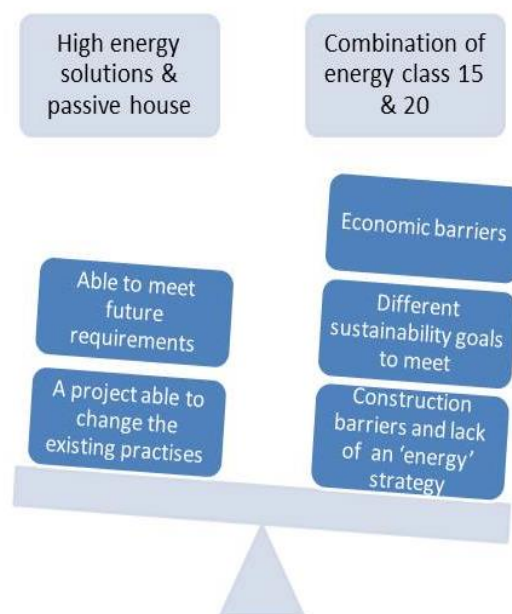 High energy
solutions &
passive house
Combination of
energy class 15
& 20
Able to meet
future
requirements
A project able to
change the
existing practises
Economic barriers
Different
sustainability goals
to meet
Construction
barriers and lack
of an ‘energy’
strategy